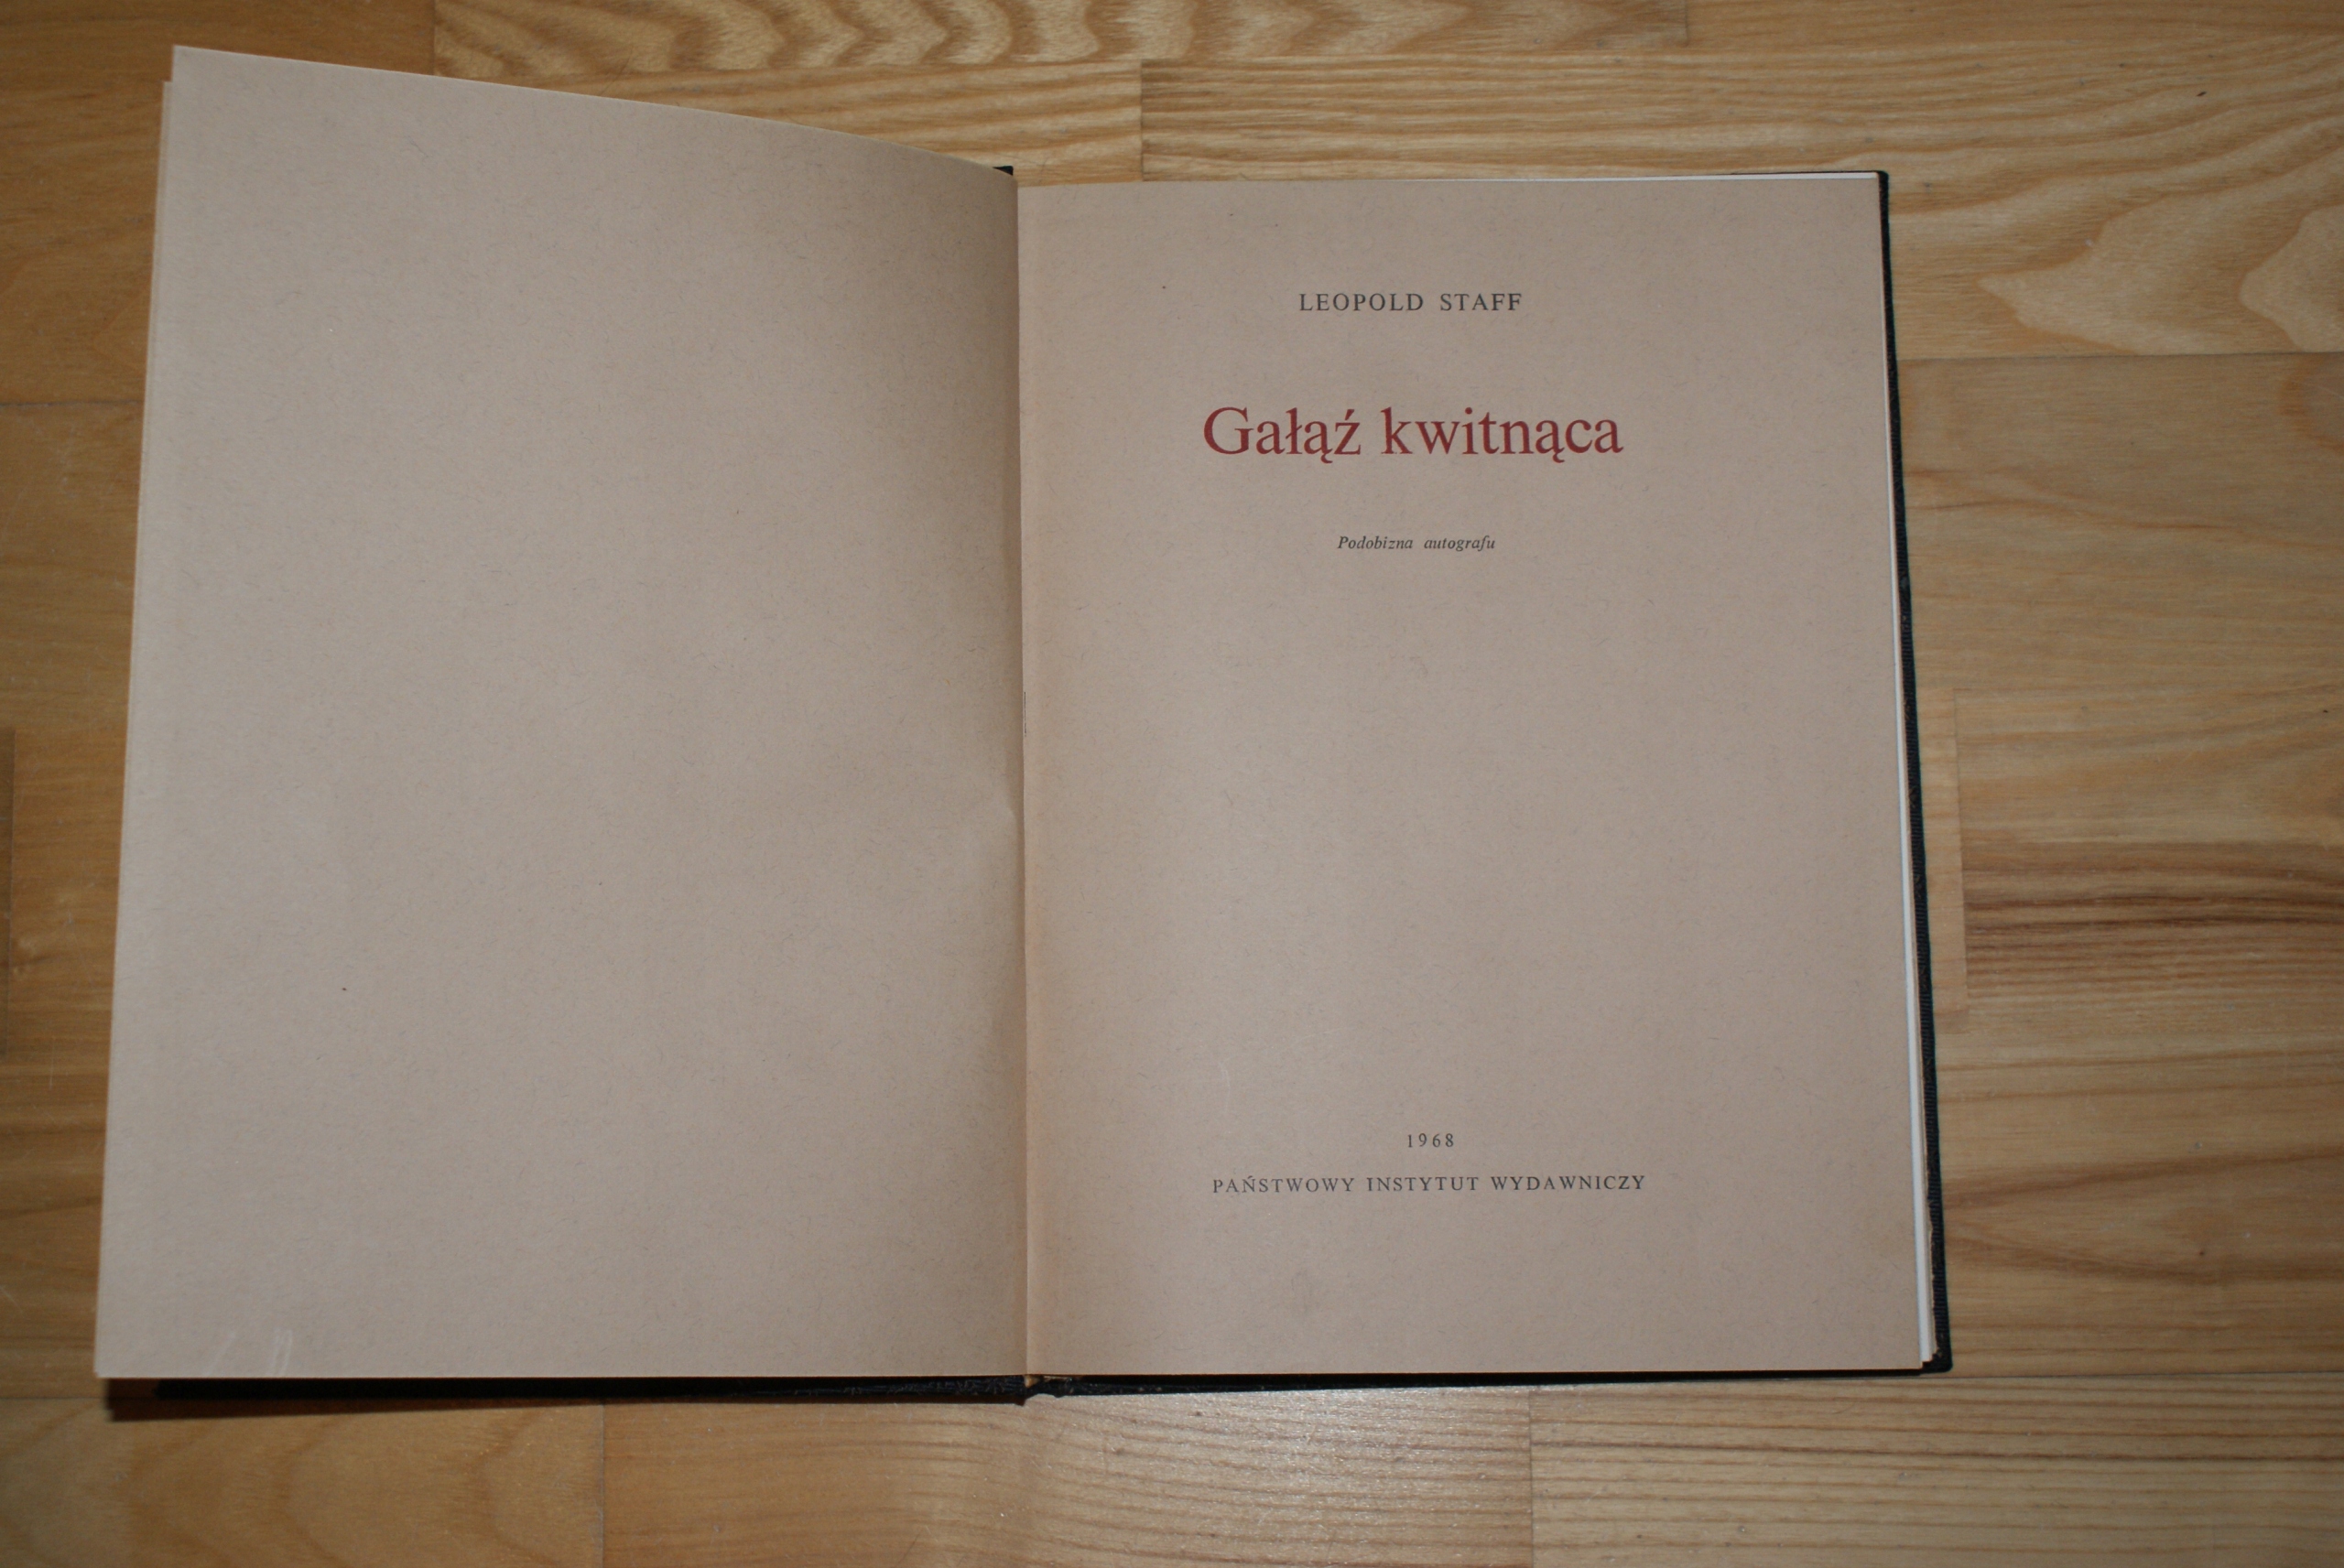 LEOPOLD STAFF
Gałąź kwitnąca
Podobizna autografu
1968
PAŃSTWOWY INSTYTUT WYDAWNICZY